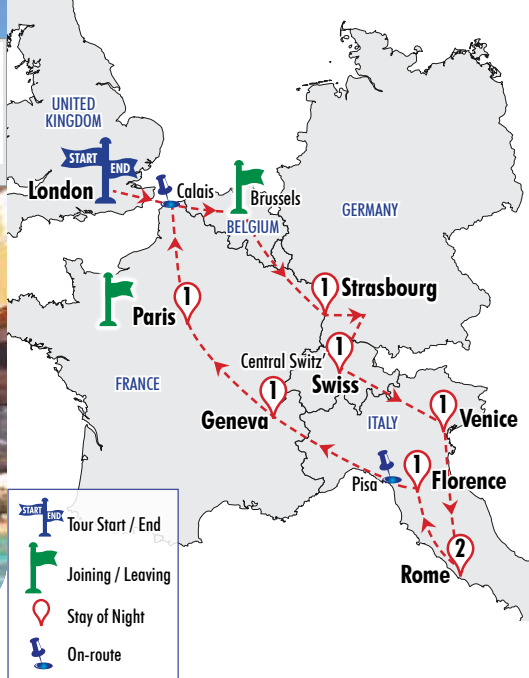 UNITED
KINGDOM
START
END
London
Calais
Brussels
BELGIUM
GERMANY
1
Strasbourg
1
Paris
Central Switz'
1
Swiss
FRANCE
1
Geneva
ITALY
1
Venice
1
Florence
Pisa
2
Rome
START
END
Tour Start / End
Joining / Leaving
Stay of Night
On-route